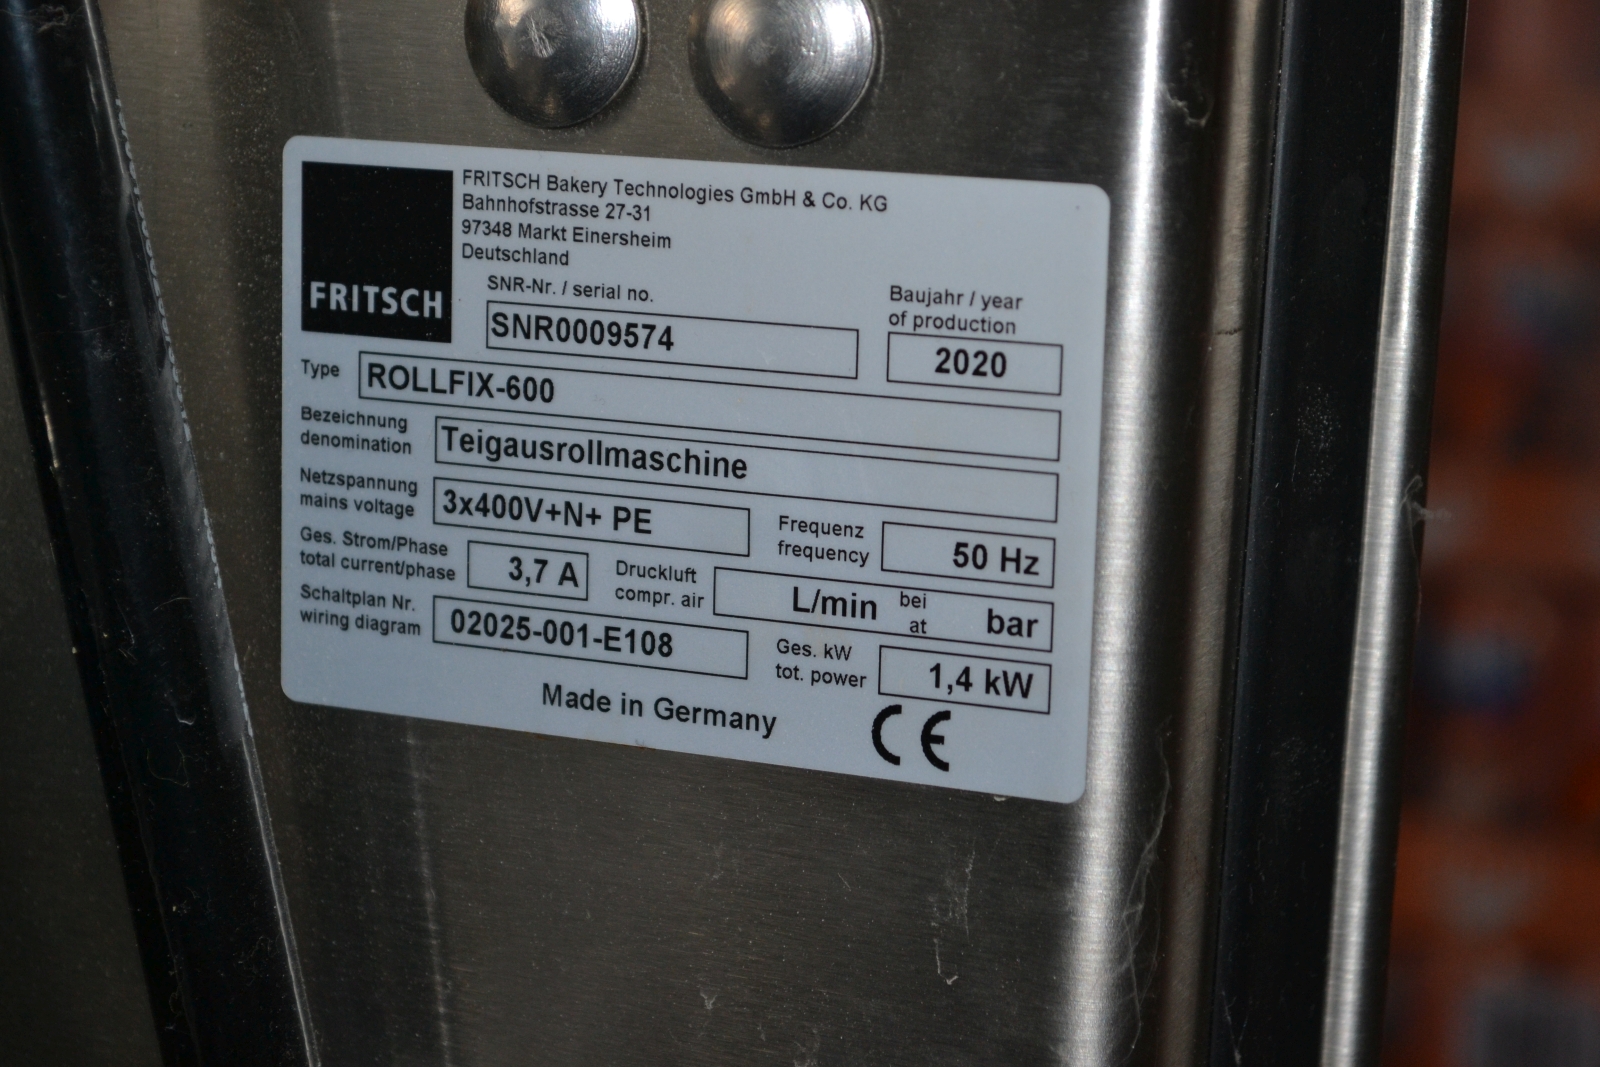 FRITSCH
FRITSCH Bakery Technologies GmbH & Co. KG
Bahnhofstrasse 27-31
97348 Markt Einersheim
Deutschland
SNR-Nr. / serial no.
SNR0009574
Baujahr / year
of production
2020
Type
ROLLFIX-600
Bezeichnung
denomination
Teigausrollmaschine
Netzspannung
mains voltage
3x400V+N+ PE
Frequenz
frequency
50 Hz
Ges. Strom/Phase
total current/phase
3,7 A
Druckluft
compr. air
L/min
bei
at
bar
Schaltplan Nr.
wiring diagram
02025-001-E108
Ges. kW
tot. power
1,4 kW
Made in Germany
CE